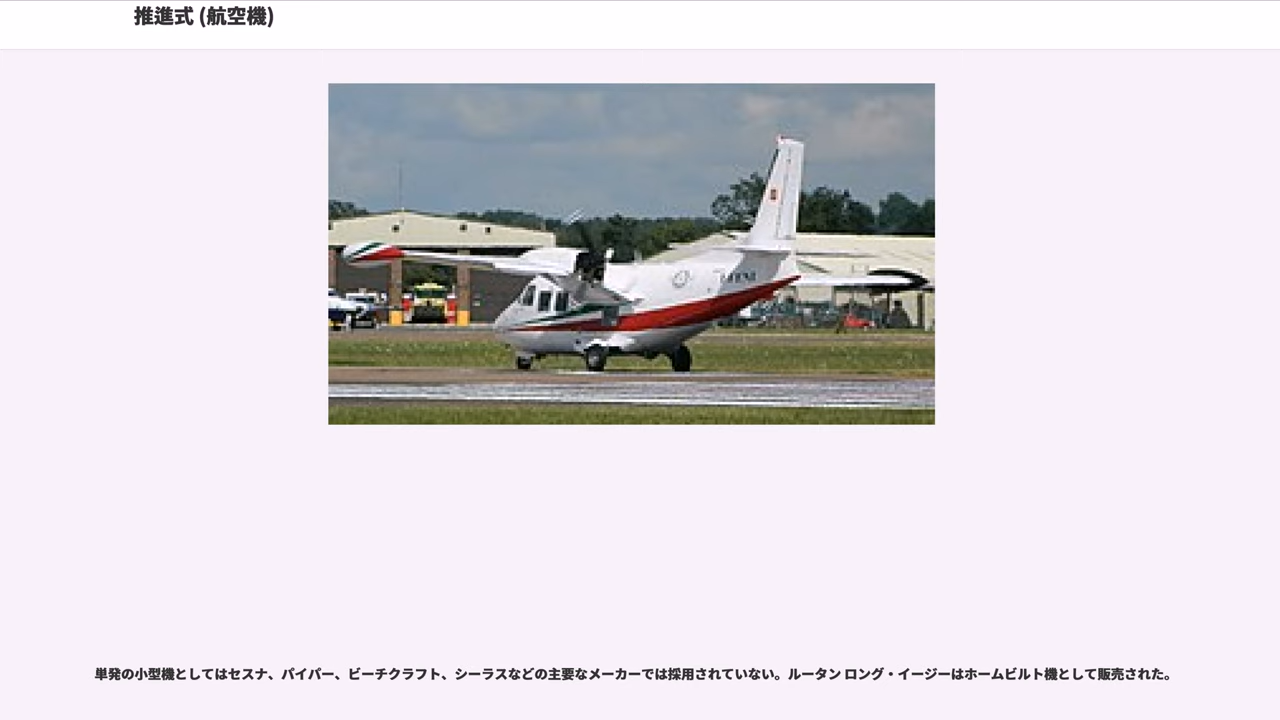 推進式 (航空機)
単発の小型機としてはセスナ、パイパー、ビーチクラフト、シーラスなどの主要なメーカーでは採用されていない。ルータン ロング・イージーはホームビルト機として販売された。